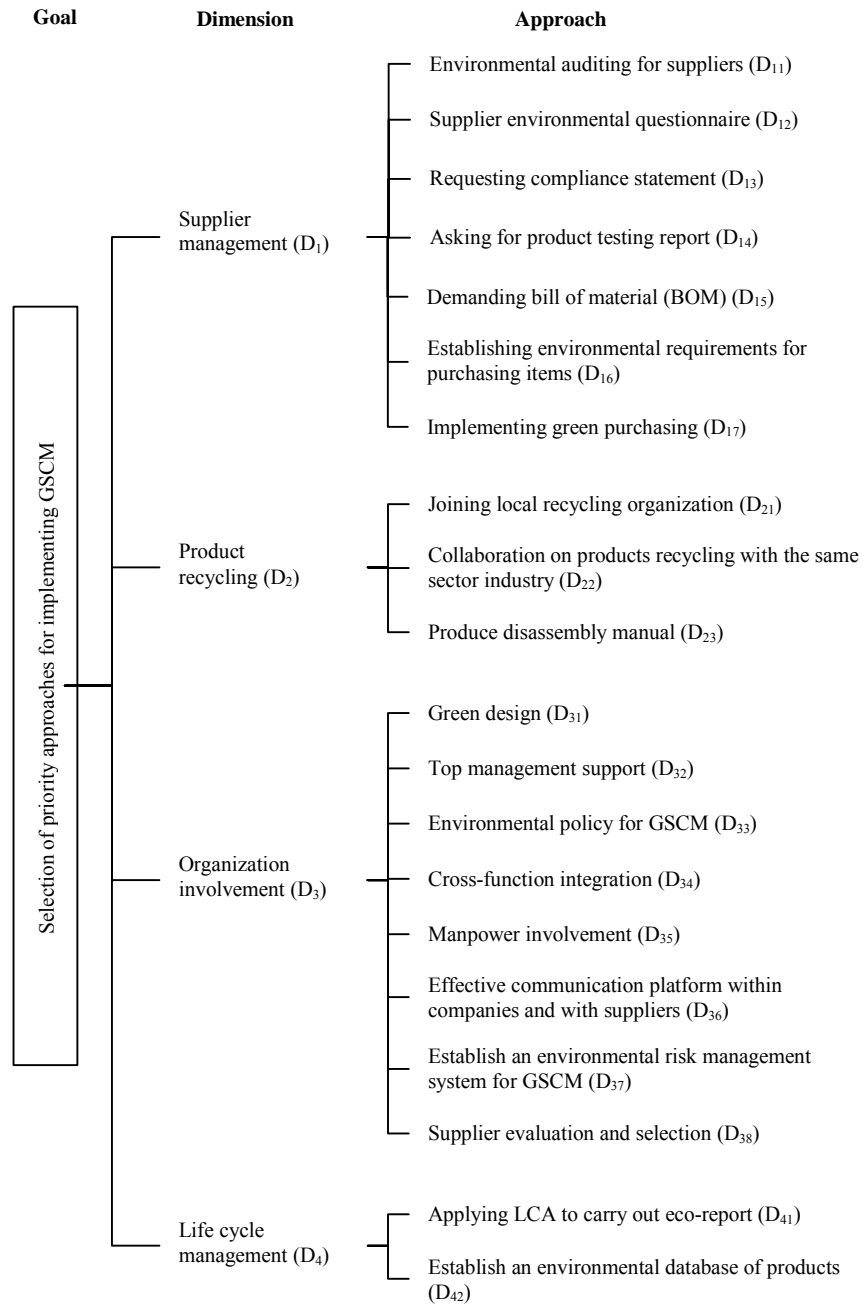 Goal
Dimension
Approach
Selection of priority approaches for implementing GSCM
Supplier
management (D₁)
Environmental auditing for suppliers (D₁₁)
Supplier environmental questionnaire (D₁₂)
Requesting compliance statement (D₁₃)
Asking for product testing report (D₁₄)
Demanding bill of material (BOM) (D₁₅)
Establishing environmental requirements for
purchasing items (D₁₆)
Implementing green purchasing (D₁₇)
Product
recycling (D₂)
Joining local recycling organization (D₂₁)
Collaboration on products recycling with the same
sector industry (D₂₂)
Produce disassembly manual (D₂₃)
Organization
involvement (D₃)
Green design (D₃₁)
Top management support (D₃₂)
Environmental policy for GSCM (D₃₃)
Cross-function integration (D₃₄)
Manpower involvement (D₃₅)
Effective communication platform within
companies and with suppliers (D₃₆)
Establish an environmental risk management
system for GSCM (D₃₇)
Supplier evaluation and selection (D₃₈)
Life cycle
management (D₄)
Applying LCA to carry out eco-report (D₄₁)
Establish an environmental database of products
(D₄₂)